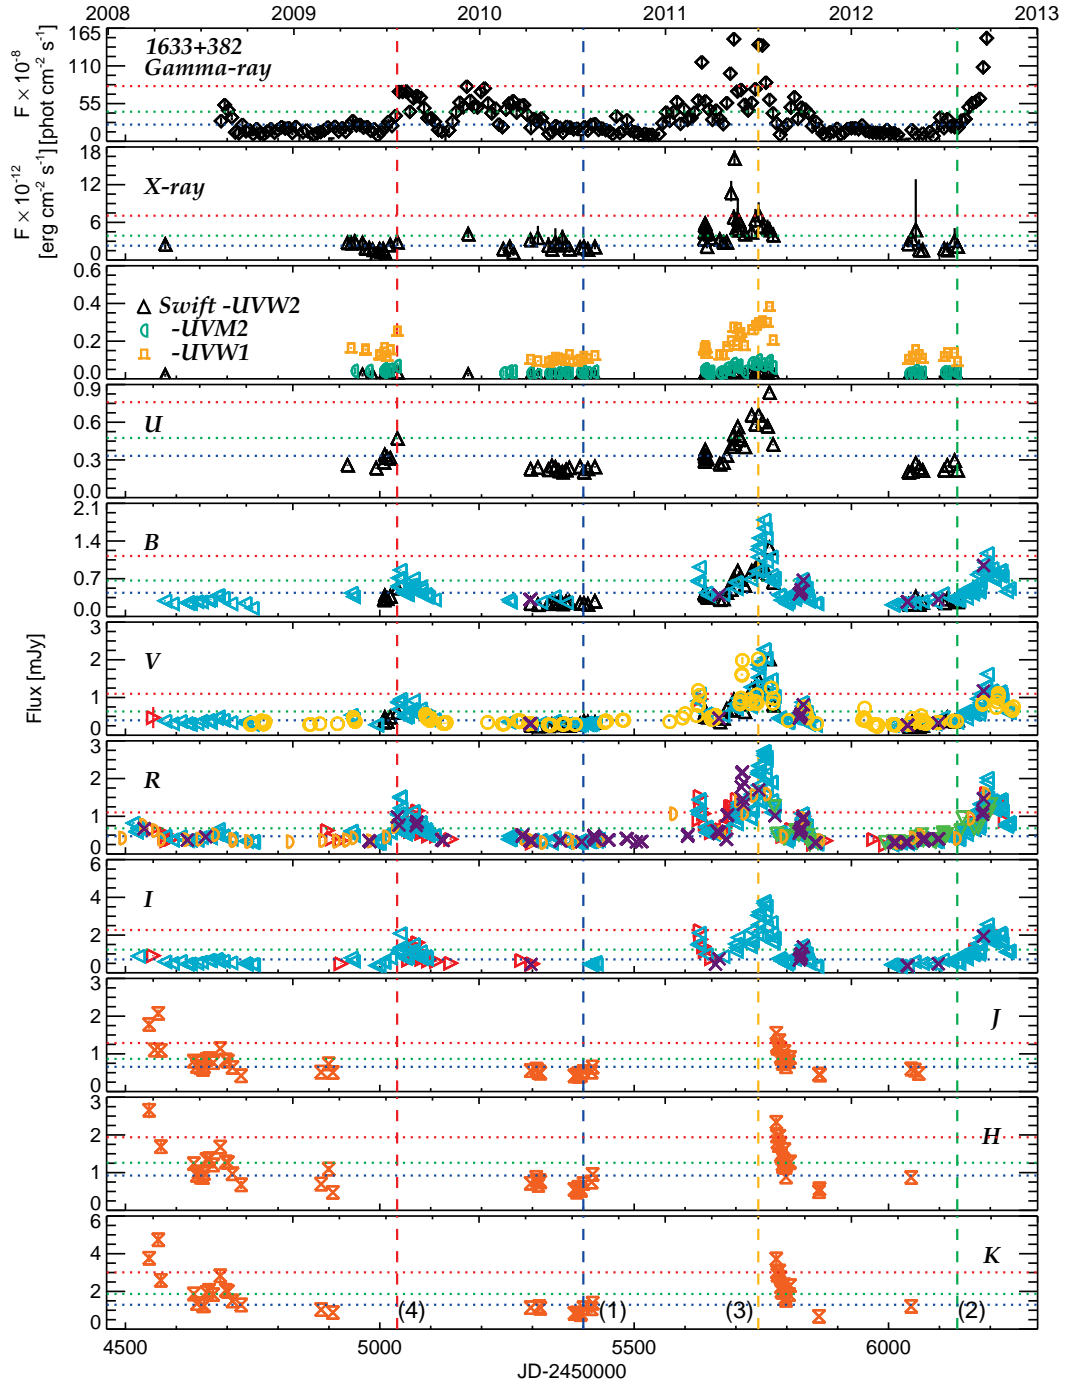 2008 2009 2010 2011 2012 2013
F × 10⁻⁸
[phot cm⁻² s⁻¹]
165
110
55
0
1633+382
Gamma-ray
F × 10⁻¹²
[erg cm⁻² s⁻¹]
18
12
6
0
X-ray
0.6
0.4
0.2
0.0
Swift -UVW2
-UVM2
-UVW1
0.9
0.6
0.3
0.0
U
2.1
1.4
0.7
0.0
B
Flux [mJy]
3
2
1
0
V
3
2
1
0
R
6
4
2
0
I
3
2
1
0
J
3
2
1
0
H
6
4
2
0
K
(4) (1) (3) (2)
4500 5000 5500 6000
JD-2450000